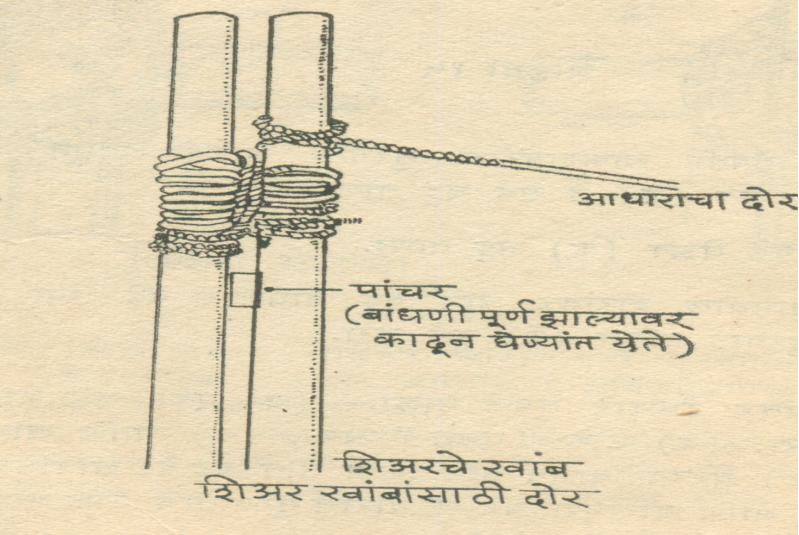 आधाराचा दोर
पांचर
(बांधणी पूर्ण झाल्यावर
काढून घेण्यांत येते)
शिअरचे खांब
शिअर खांबांसाठी दोर